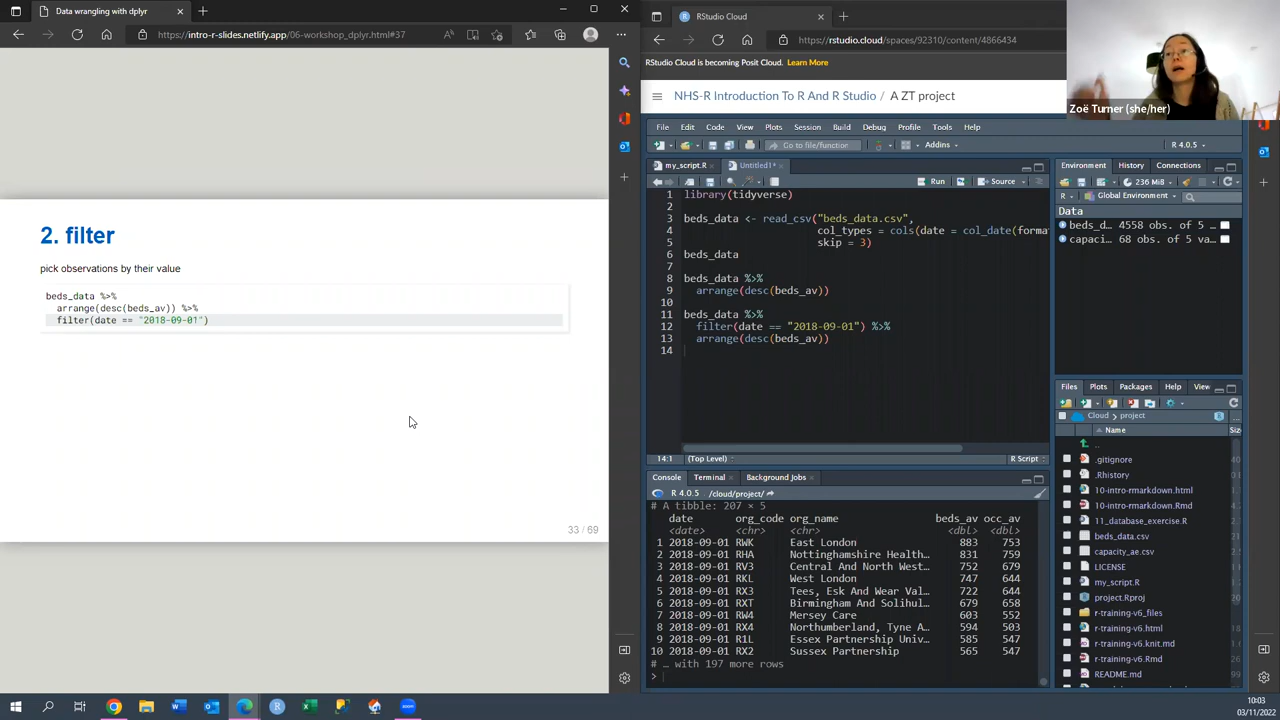 Data wrangling with dplyr
https://intro-r-slides.netlify.app/06-workshop_dplyr.html#37
2. filter
pick observations by their value
beds_data %>%
arrange(desc(beds_av)) %>%
filter(date == "2018-09-01")
33 / 69
RStudio Cloud
https://rstudio.cloud/spaces/92310/content/4866434
RStudio Cloud is becoming Posit Cloud. Learn More
NHS-R Introduction To R And R Studio / A ZT project
Zoë Turner (she/her)
File Edit Code View Plots Session Build Debug Profile Tools Help
Go to file/function Addins R 4.0.5
my_script.R Untitled1*
Run Source
1 library(tidyverse)
2
3 beds_data <- read_csv("beds_data.csv",
4 col_types = cols(date = col_date(format
5 skip = 3)
6 beds_data
7
8 beds_data %>%
9 arrange(desc(beds_av))
10
11 beds_data %>%
12 filter(date == "2018-09-01") %>%
13 arrange(desc(beds_av))
14
14:1 (Top Level) R Script
Console Terminal Background Jobs
R 4.0.5 /cloud/project/
# A tibble: 207 × 5
date org_code org_name beds_av occ_av
<date> <chr> <chr> <dbl> <dbl>
1 2018-09-01 RWK East London 883 753
2 2018-09-01 RHA Nottinghamshire Health… 831 759
3 2018-09-01 RV3 Central And North West… 752 679
4 2018-09-01 RKL West London 747 644
5 2018-09-01 RX3 Tees, Esk And Wear Val… 722 644
6 2018-09-01 RXT Birmingham And Solihul… 679 658
7 2018-09-01 RW4 Mersey Care 603 552
8 2018-09-01 RX4 Northumberland, Tyne A… 594 503
9 2018-09-01 R1L Essex Partnership Univ… 585 547
10 2018-09-01 RX2 Sussex Partnership 565 547
# … with 197 more rows
>
Environment History Connections
236 MiB
R Global Environment
Data
beds_d… 4558 obs. of 5 …
capaci… 68 obs. of 5 va…
Files Plots Packages Help View
Cloud project
Name Siz
..
.gitignore
.Rhistory
10-intro-rmarkdown.html
10-intro-rmarkdown.Rmd
11_database_exercise.R
beds_data.csv
capacity_ae.csv
LICENSE
my_script.R
project.Rproj
r-training-v6_files
r-training-v6.html
r-training-v6.knit.md
r-training-v6.Rmd
README.md
10:03
03/11/2022